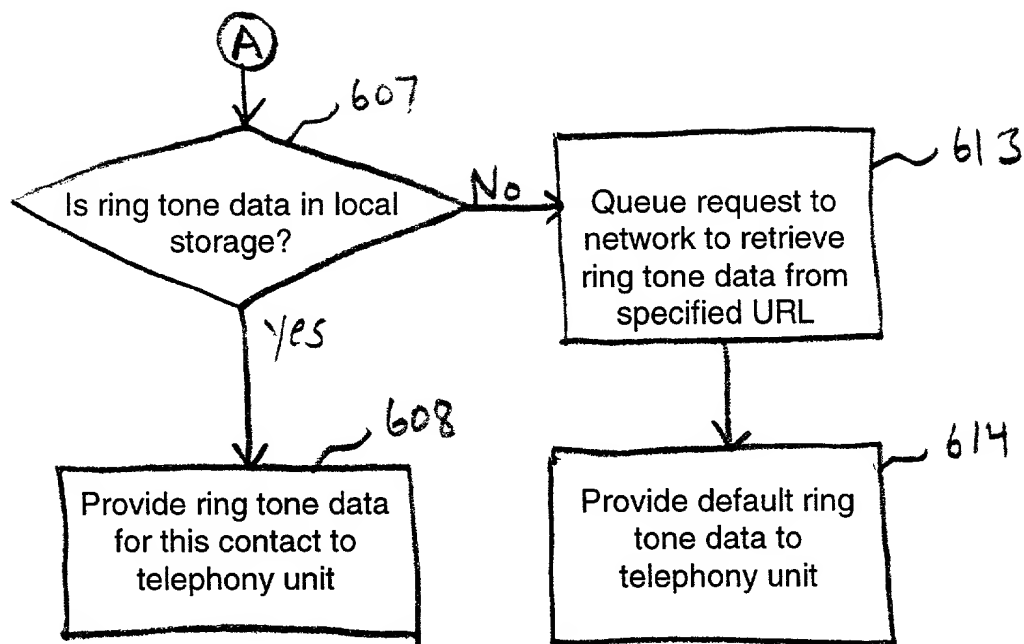 A
607
Is ring tone data in local
storage?
No
613
Queue request to
network to retrieve
ring tone data from
specified URL
Yes
608
Provide ring tone data
for this contact to
telephony unit
614
Provide default ring
tone data to
telephony unit